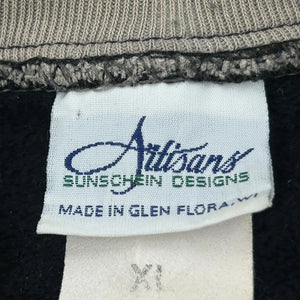 Artisans
SUNSCHEIN DESIGNS
MADE IN GLEN FLORA, WI
XL